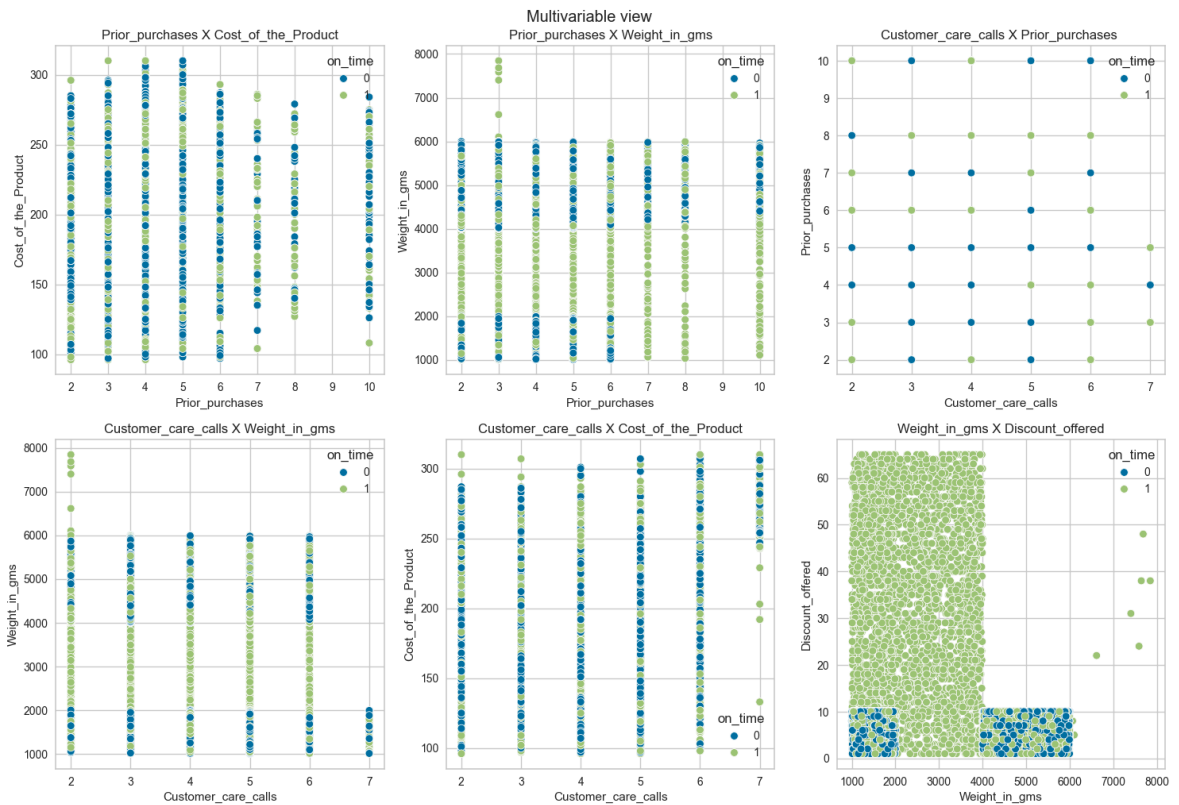 Multivariable view
Prior_purchases X Cost_of_the_Product
on_time
0
1
300
250
200
150
100
Cost_of_the_Product
2 3 4 5 6 7 8 9 10
Prior_purchases
Prior_purchases X Weight_in_gms
on_time
0
1
8000
7000
6000
5000
4000
3000
2000
1000
Weight_in_gms
2 3 4 5 6 7 8 9 10
Prior_purchases
Customer_care_calls X Prior_purchases
on_time
0
1
10
9
8
7
6
5
4
3
2
Prior_purchases
2 3 4 5 6 7
Customer_care_calls
Customer_care_calls X Weight_in_gms
on_time
0
1
8000
7000
6000
5000
4000
3000
2000
1000
Weight_in_gms
2 3 4 5 6 7
Customer_care_calls
Customer_care_calls X Cost_of_the_Product
300
250
200
150
100
Cost_of_the_Product
on_time
0
1
2 3 4 5 6 7
Customer_care_calls
Weight_in_gms X Discount_offered
on_time
0
1
60
50
40
30
20
10
0
Discount_offered
1000 2000 3000 4000 5000 6000 7000 8000
Weight_in_gms